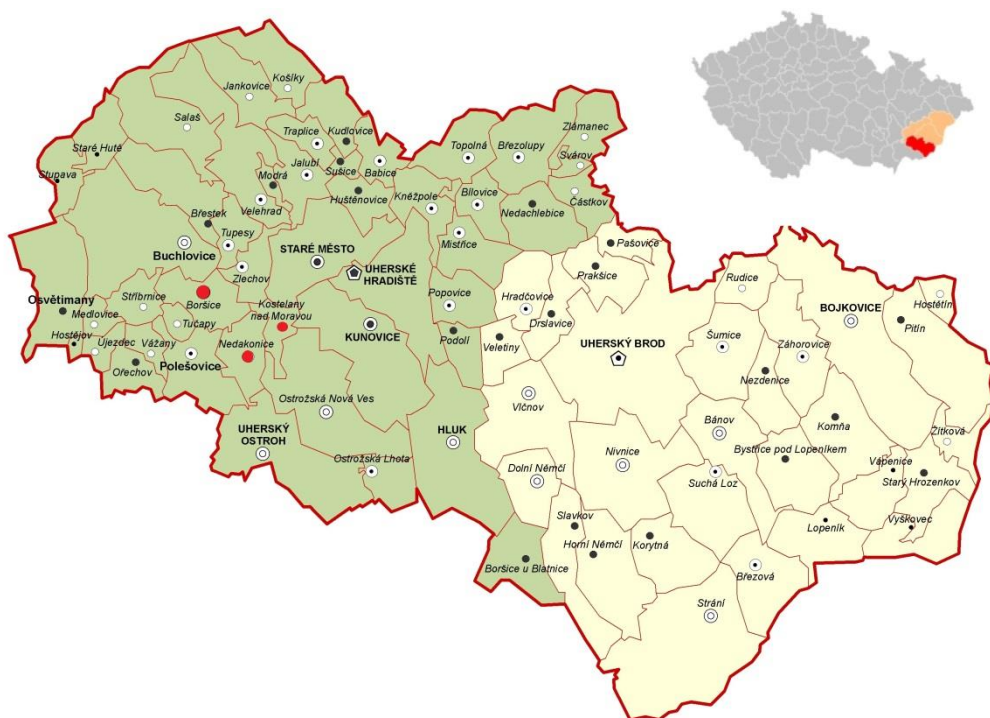 Košíky
Jankovice
Salaš
Traplice
Kudlovice
Zlámanec
Staré Hutě
Stupava
Modrá
Jalubí
Sušice
Babice
Topolná
Březolupy
Svárov
Velehrad
Huštěnovice
Kněžpole
Bílovice
Nedachlebice
Částkov
Břestek
Tupesy
Buchlovice
STARÉ MĚSTO
Mistřice
Pašovice
Zlechov
UHERSKÉ
HRADIŠTĚ
Prakšice
Rudice
Hostětín
Osvětimany
Medlovice
Stříbrnice
Boršice
Kostelany
nad Moravou
Popovice
Hradčovice
Drslavice
BOJKOVICE
Pitín
Hostějov
Újezdec
Vážany
Tučapy
Nedakonice
KUNOVICE
Podolí
Veletiny
UHERSKÝ BROD
Šumice
Záhorovice
Ořechov
Polešovice
Nezdenice
Ostrožská Nová Ves
Vlčnov
UHERSKÝ
OSTROH
HLUK
Bánov
Komňa
Žítková
Ostrožská Lhota
Dolní Němčí
Nivnice
Bystřice pod Lopeníkem
Vápenice
Suchá Loz
Starý Hrozenkov
Slavkov
Lopeník
Vyškovec
Horní Němčí
Korytná
Boršice u Blatnice
Březová
Strání